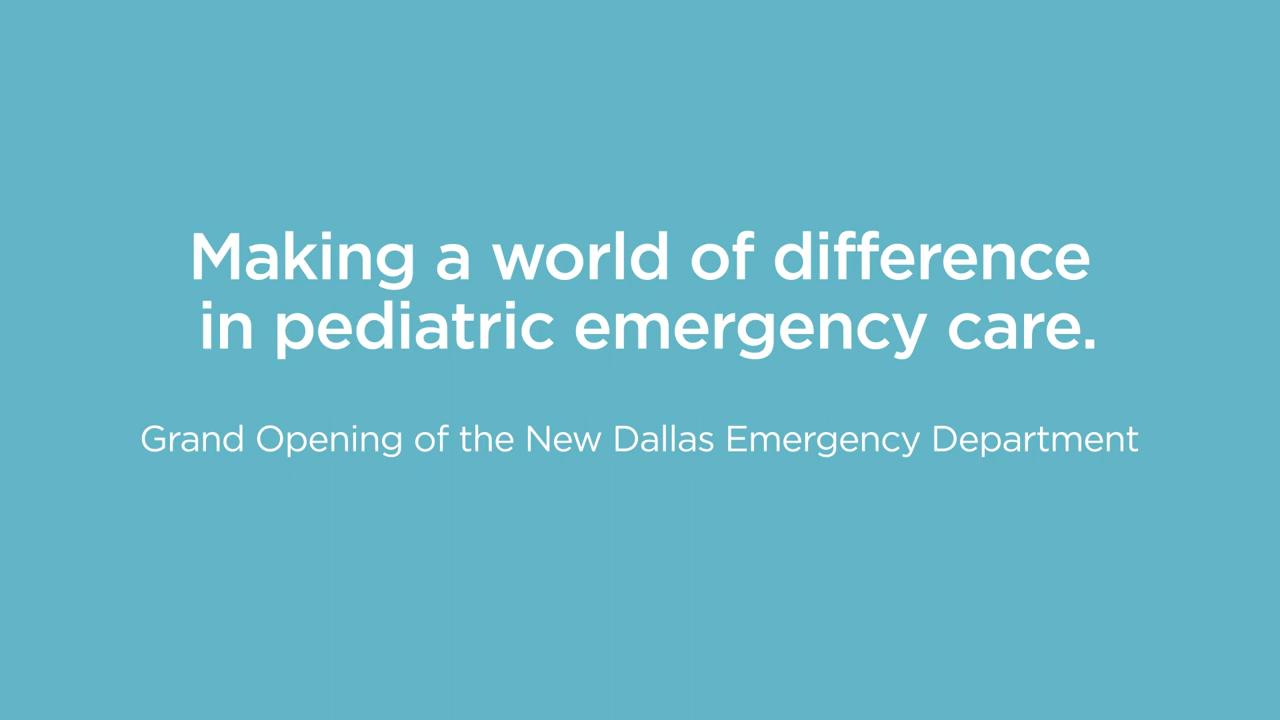 Making a world of difference
in pediatric emergency care.
Grand Opening of the New Dallas Emergency Department